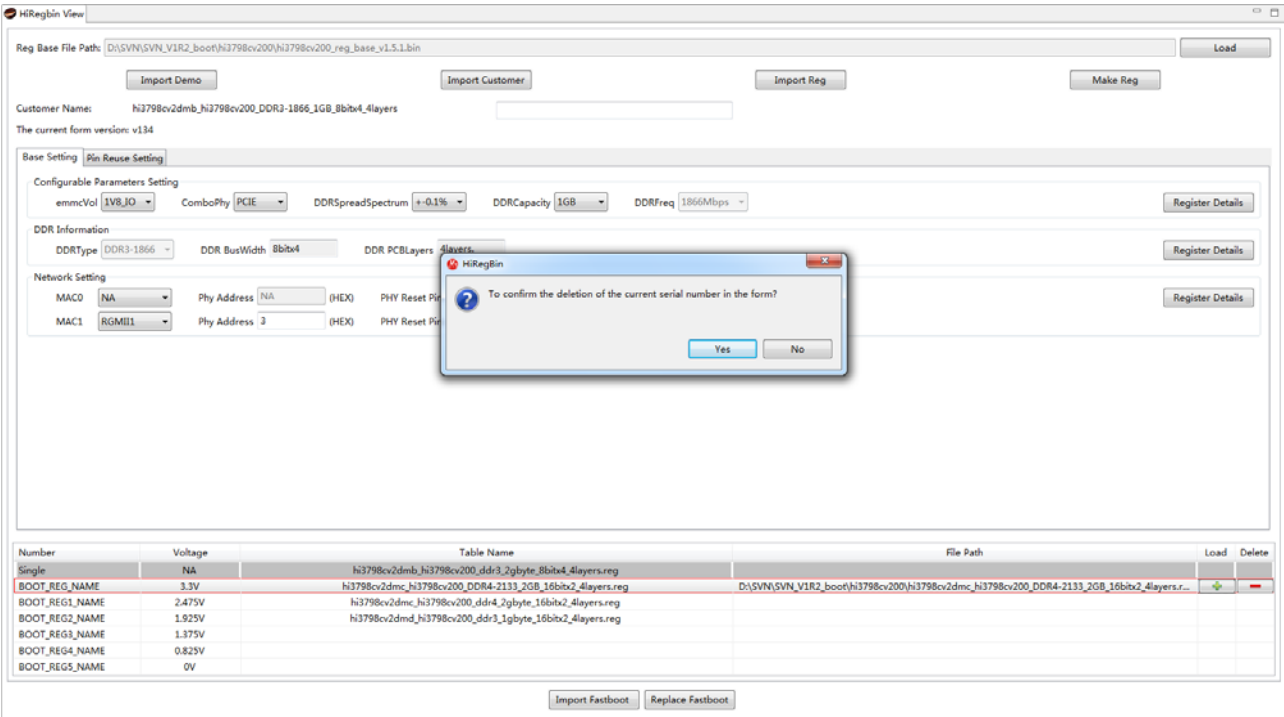 HiRegbin View
Reg Base File Path: D:\SVN\SVN_V1R2_boot\hi3798cv200\hi3798cv200_reg_base_v1.5.1.bin Load
Import Demo Import Customer Import Reg Make Reg
Customer Name: hi3798cv2dmb_hi3798cv200_DDR3-1866_1GB_8bitx4_4layers
The current form version: v134
Base Setting Pin Reuse Setting
Configurable Parameters Setting
emmcVol 1V8_IO ComboPhy PCIE DDRSpreadSpectrum +-0.1% DDRCapacity 1GB DDRFreq 1866Mbps Register Details
DDR Information
DDRType DDR3-1866 DDR BusWidth 8bitx4 DDR PCBLayers 4layers. Register Details
Network Setting
MAC0 NA Phy Address NA (HEX) PHY Reset Pi Register Details
MAC1 RGMII1 Phy Address 3 (HEX) PHY Reset Pi
HiRegBin
To confirm the deletion of the current serial number in the form?
Yes No
Number Voltage Table Name File Path Load Delete
Single NA hi3798cv2dmb_hi3798cv200_ddr3_2gbyte_8bitx4_4layers.reg
BOOT_REG_NAME 3.3V hi3798cv2dmc_hi3798cv200_DDR4-2133_2GB_16bitx2_4layers.reg D:\SVN\SVN_V1R2_boot\hi3798cv200\hi3798cv2dmc_hi3798cv200_DDR4-2133_2GB_16bitx2_4layers.r...
BOOT_REG1_NAME 2.475V hi3798cv2dmc_hi3798cv200_ddr4_2gbyte_16bitx2_4layers.reg
BOOT_REG2_NAME 1.925V hi3798cv2dmd_hi3798cv200_ddr3_1gbyte_16bitx2_4layers.reg
BOOT_REG3_NAME 1.375V
BOOT_REG4_NAME 0.825V
BOOT_REG5_NAME 0V
Import Fastboot Replace Fastboot